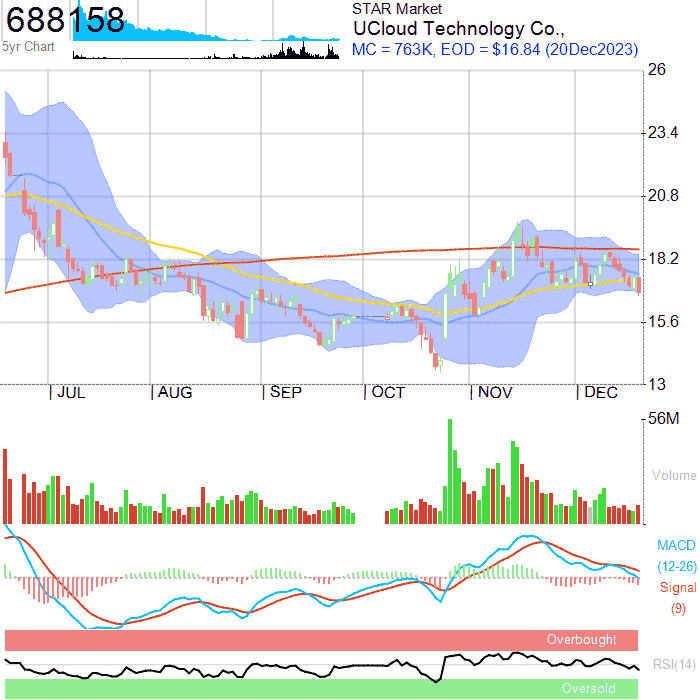 688158
5yr Chart
STAR Market
UCloud Technology Co.,
MC = 763K, EOD = $16.84 (20Dec2023)
26
23.4
20.8
18.2
15.6
13
JUL
AUG
SEP
OCT
NOV
DEC
56M
Volume
MACD
(12-26)
Signal
(9)
Overbought
RSI(14)
Oversold